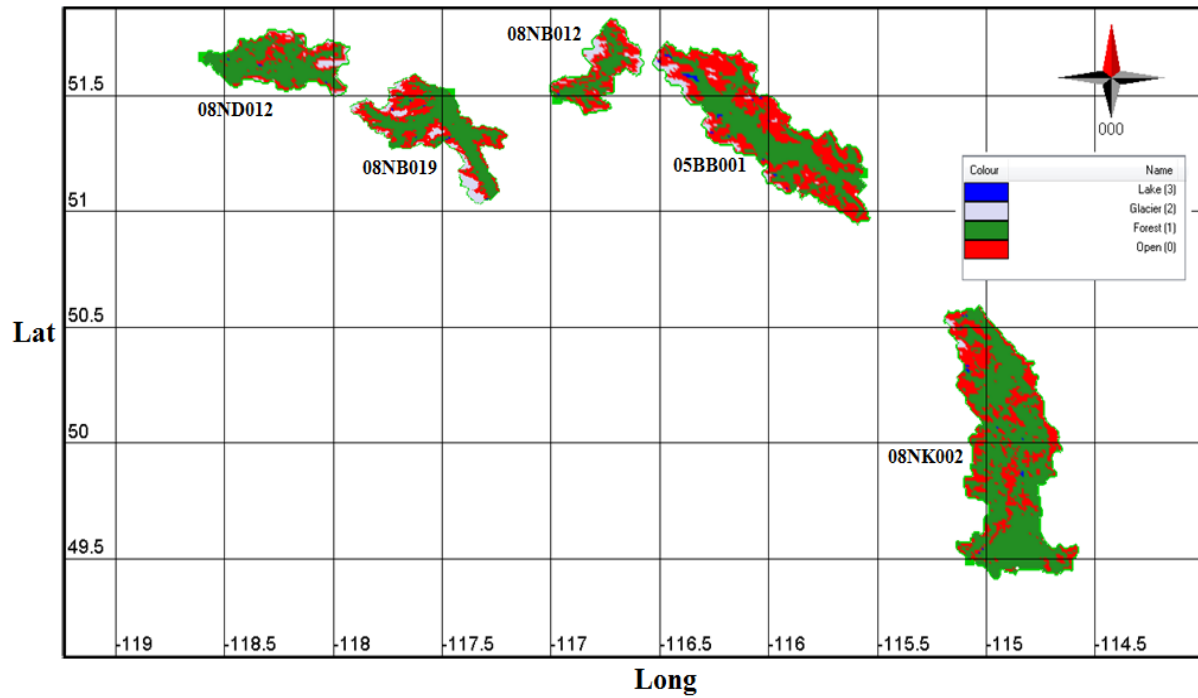 08NB012
51.5
08ND012
000
08NB019
05BB001
Colour Name
Lake (3)
Glacier (2)
Forest (1)
Open (0)
51
50.5
Lat
50
08NK002
49.5
-119 -118.5 -118 -117.5 -117 -116.5 -116 -115.5 -115 -114.5
Long